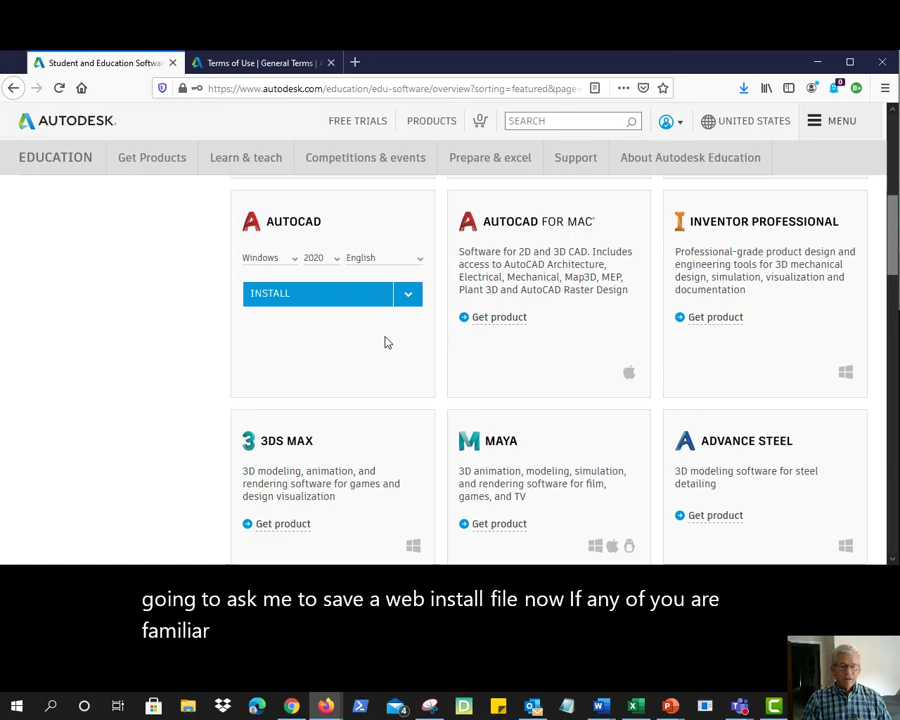 Student and Education Softwa
Terms of Use | General Terms |
https://www.autodesk.com/education/edu-software/overview?sorting=featured&page=
0
AUTODESK.
FREE TRIALS
PRODUCTS
SEARCH
UNITED STATES
MENU
EDUCATION
Get Products
Learn & teach
Competitions & events
Prepare & excel
Support
About Autodesk Education
AUTOCAD
Windows
2020
English
INSTALL
AUTOCAD FOR MAC®
Software for 2D and 3D CAD. Includes
access to AutoCAD Architecture,
Electrical, Mechanical, Map3D, MEP,
Plant 3D and AutoCAD Raster Design
Get product
INVENTOR PROFESSIONAL
Professional-grade product design and
engineering tools for 3D mechanical
design, simulation, visualization and
documentation
Get product
3DS MAX
3D modeling, animation, and
rendering software for games and
design visualization
Get product
MAYA
3D animation, modeling, simulation,
and rendering software for film,
games, and TV
Get product
ADVANCE STEEL
3D modeling software for steel
detailing
Get product
going to ask me to save a web install file now If any of you are
familiar